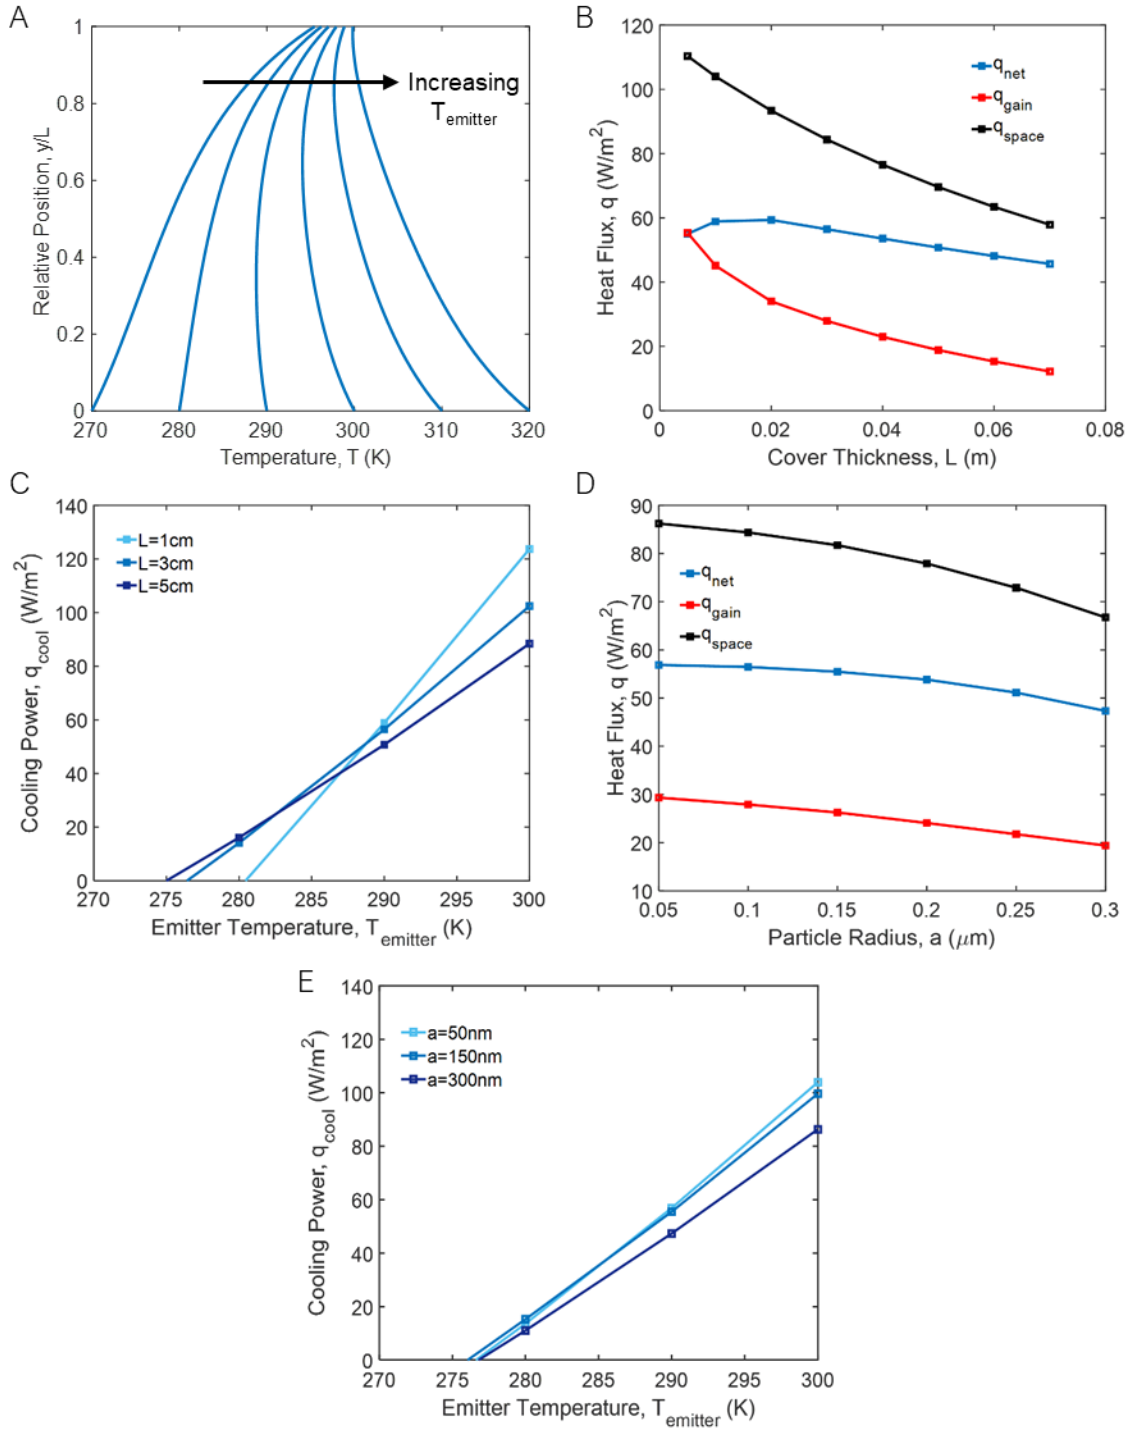 A
1
0.8
0.6
0.4
0.2
0
Relative Position, y/L
Increasing
T_emitter
270 280 290 300 310 320
Temperature, T (K)
B
120
100
80
60
40
20
0
Heat Flux, q (W/m²)
q_net
q_gain
q_space
0 0.02 0.04 0.06 0.08
Cover Thickness, L (m)
C
140
120
100
80
60
40
20
0
Cooling Power, q_cool (W/m²)
L=1cm
L=3cm
L=5cm
270 275 280 285 290 295 300
Emitter Temperature, T_emitter (K)
D
90
80
70
60
50
40
30
20
10
Heat Flux, q (W/m²)
q_net
q_gain
q_space
0.05 0.1 0.15 0.2 0.25 0.3
Particle Radius, a (μm)
E
140
120
100
80
60
40
20
0
Cooling Power, q_cool (W/m²)
a=50nm
a=150nm
a=300nm
270 275 280 285 290 295 300
Emitter Temperature, T_emitter (K)